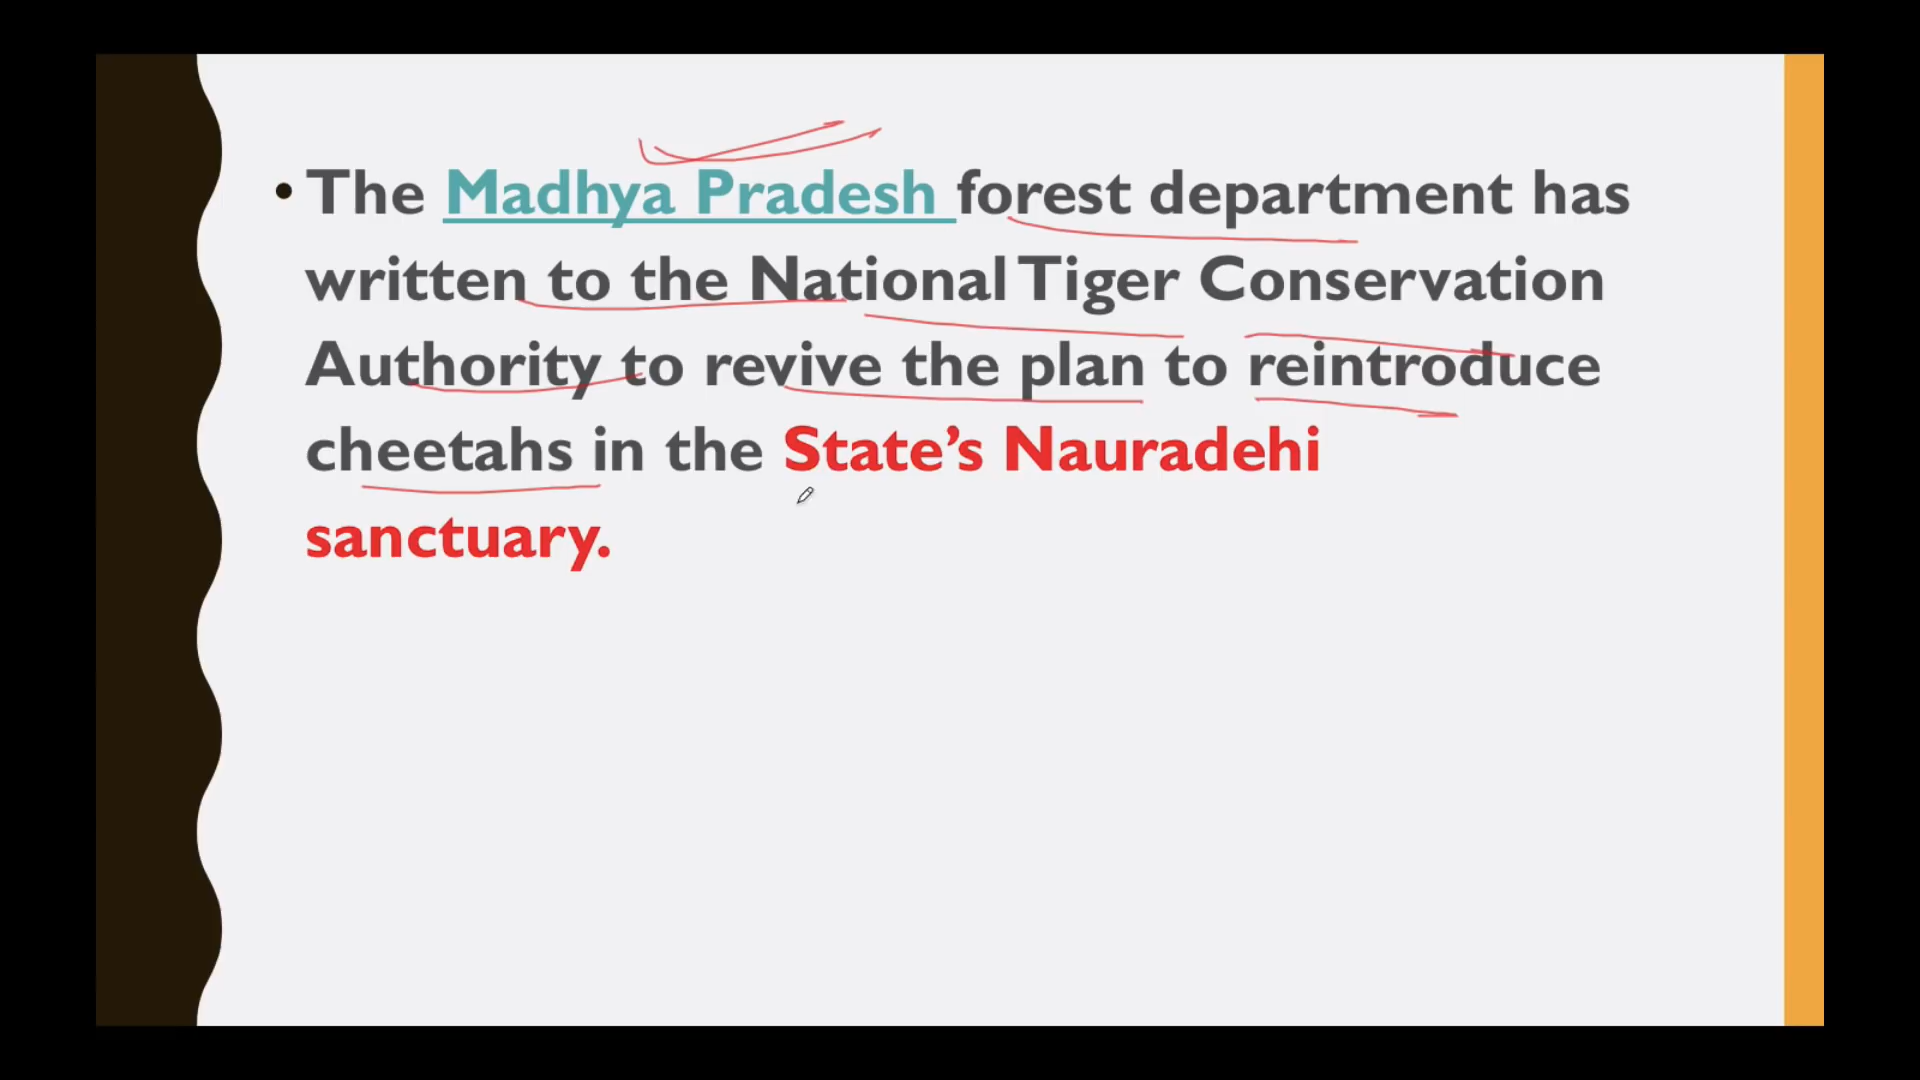 • The Madhya Pradesh forest department has
written to the National Tiger Conservation
Authority to revive the plan to reintroduce
cheetahs in the State’s Nauradehi
sanctuary.